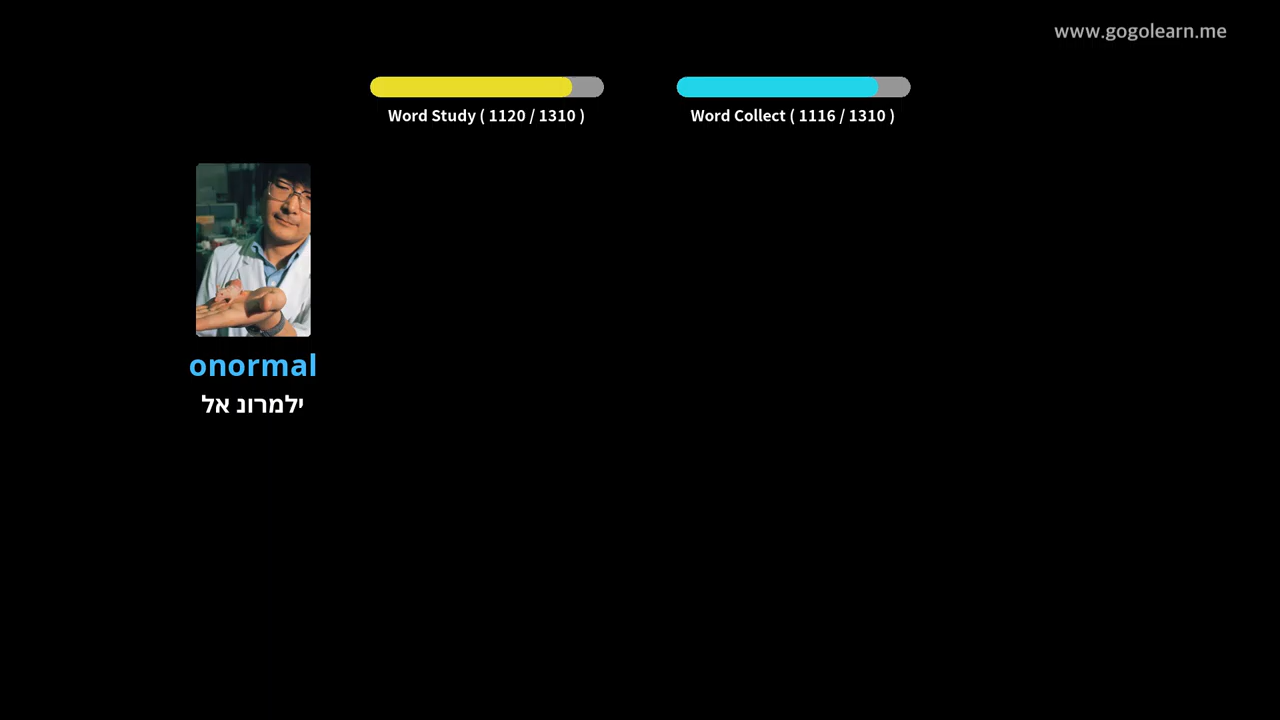 www.gogolearn.me
Word Study ( 1120 / 1310 )
Word Collect ( 1116 / 1310 )
onormal
ילמרונ אל